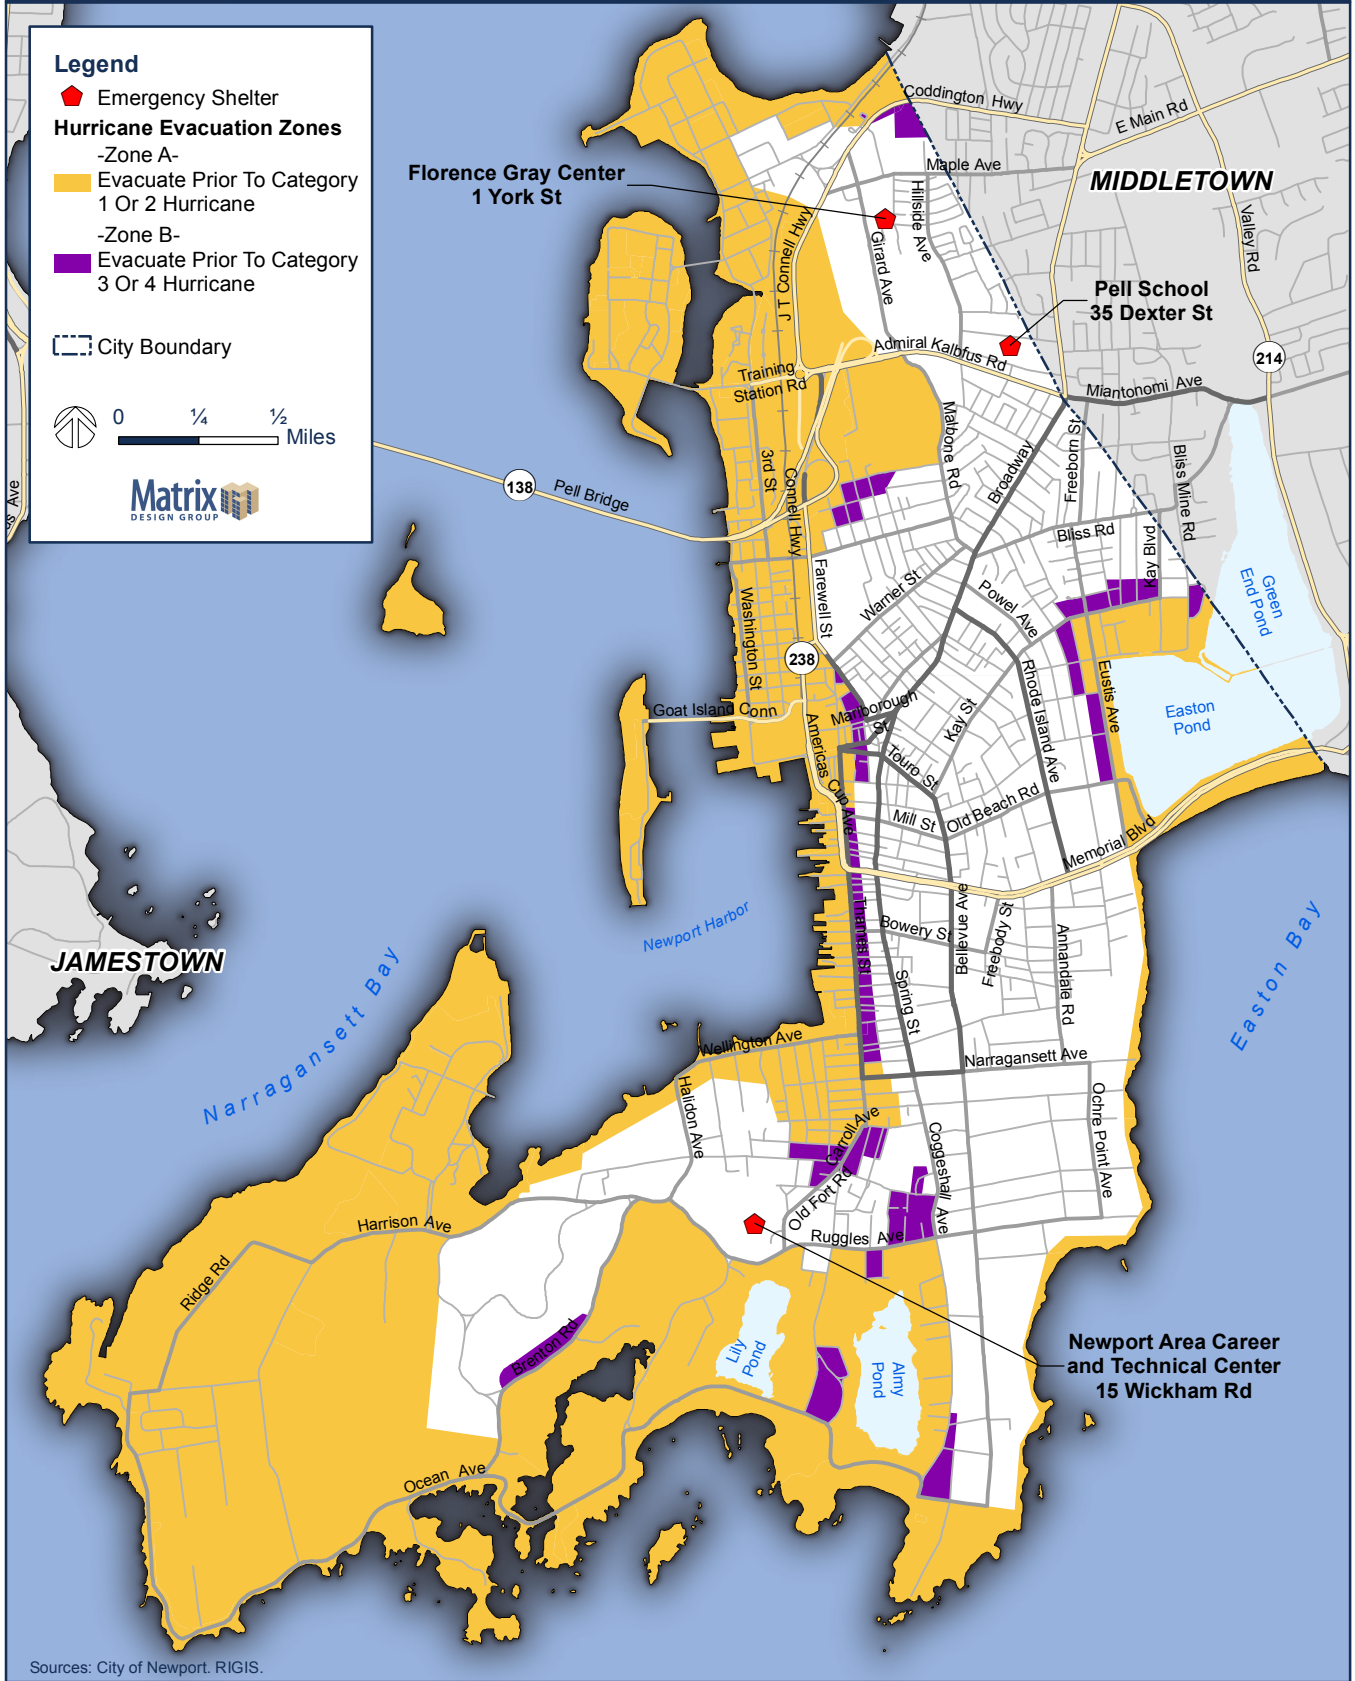 Legend
Emergency Shelter
Hurricane Evacuation Zones
-Zone A-
Evacuate Prior To Category
1 Or 2 Hurricane
-Zone B-
Evacuate Prior To Category
3 Or 4 Hurricane
City Boundary
0 ¼ ½
Miles
Matrix
DESIGN GROUP
Coddington Hwy
E Main Rd
Maple Ave
MIDDLETOWN
Florence Gray Center
1 York St
Hillside Ave
Girard Ave
Valley Rd
J T Connell Hwy
Pell School
35 Dexter St
Admiral Kalbfus Rd
214
Training
Station Rd
Miantonomi Ave
Malbone Rd
Broadway
Freeborn St
Bliss Mine Rd
3rd St
Connell Hwy
138
Pell Bridge
Bliss Rd
Kay Blvd
Farewell St
Warner St
Powel Ave
Green
End Pond
Washington St
238
Eustis Ave
Rhode Island Ave
Goat Island Conn
Marlborough
St
Kay St
Easton
Pond
Americas Cup Ave
Touro St
Mill St
Old Beach Rd
Memorial Blvd
Newport Harbor
Thames St
Bowery St
Bellevue Ave
Freebody St
Annandale Rd
Spring St
JAMESTOWN
Narragansett Bay
Easton Bay
Wellington Ave
Narragansett Ave
Halidon Ave
Carroll Ave
Coggeshall Ave
Ochre Point Ave
Old Fort Rd
Harrison Ave
Ruggles Ave
Ridge Rd
Brenton Rd
Lily
Pond
Almy
Pond
Newport Area Career
and Technical Center
15 Wickham Rd
Ocean Ave
Sources: City of Newport. RIGIS.